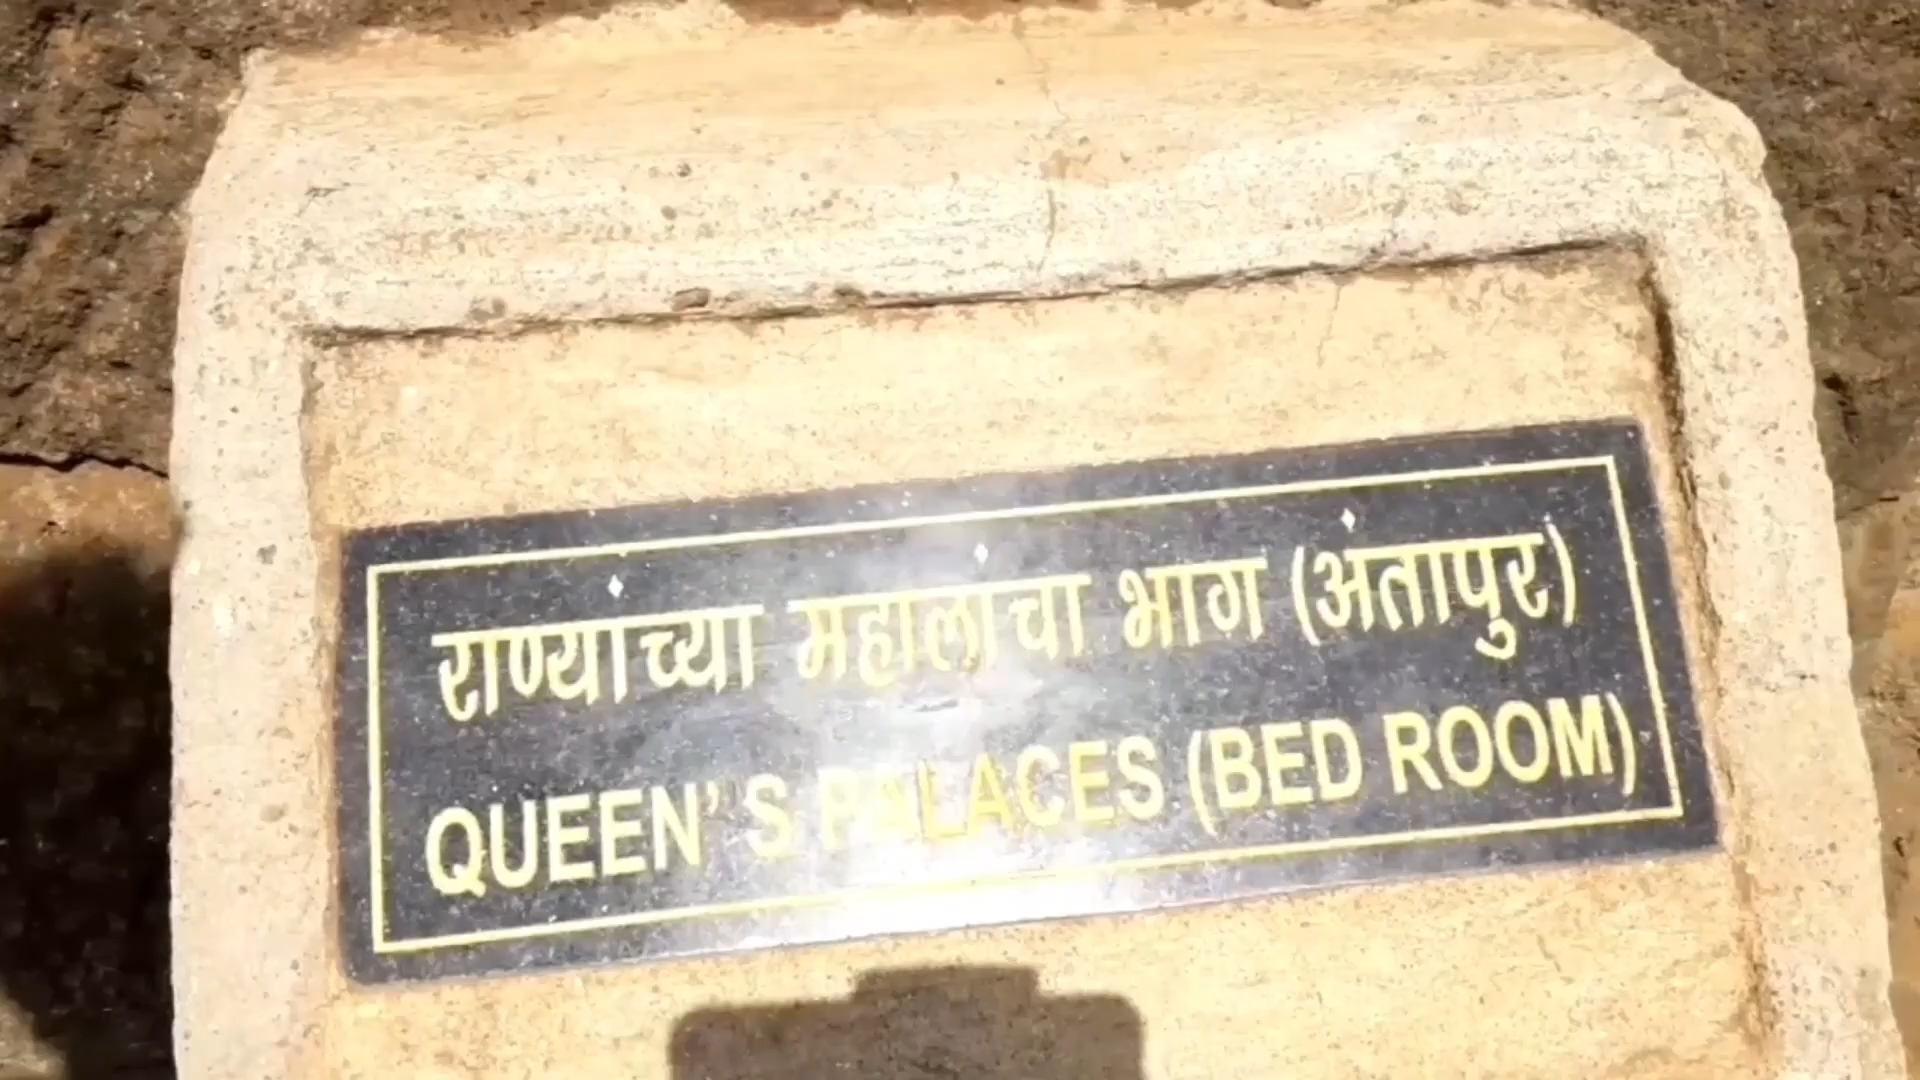 राण्यांच्या महालांचा भाग (अंतापुर)
QUEEN'S PALACES (BED ROOM)